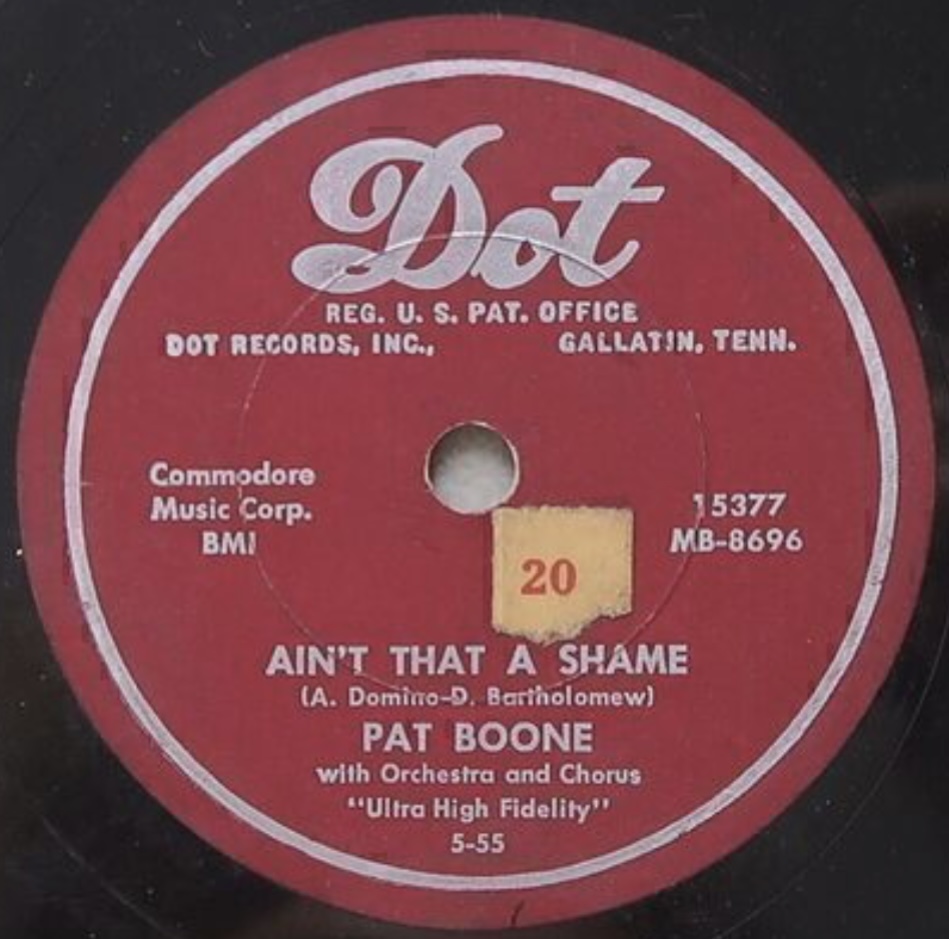 Dot
REG. U. S. PAT. OFFICE
DOT RECORDS, INC., GALLATIN, TENN.
Commodore
Music Corp.
BMI
15377
MB-8696
20
AIN'T THAT A SHAME
(A. Domino-D. Bartholomew)
PAT BOONE
with Orchestra and Chorus
"Ultra High Fidelity"
5-55